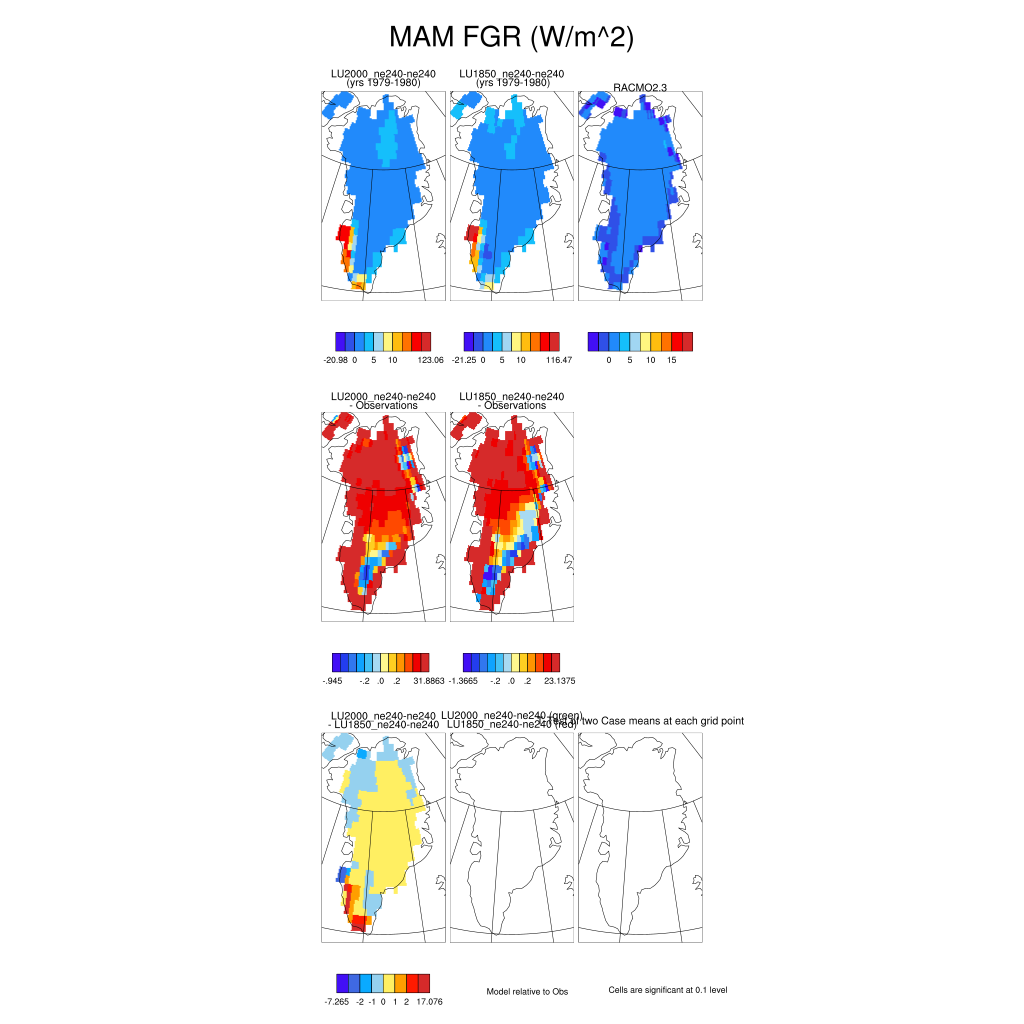 MAM FGR (W/m^2)
LU2000_ne240-ne240
(yrs 1979-1980)
LU1850_ne240-ne240
(yrs 1979-1980)
RACMO2.3
-20.98 0 5 10 123.06
-21.25 0 5 10 116.47
0 5 10 15
LU2000_ne240-ne240
- Observations
LU1850_ne240-ne240
- Observations
-.945 -.2 .0 .2 31.8863
-1.3665 -.2 .0 .2 23.1375
LU2000_ne240-ne240
- LU1850_ne240-ne240
LU2000_ne240-ne240 (green)
LU1850_ne240-ne240 (red)
of two Case means at each grid point
-7.265 -2 -1 0 1 2 17.076
Model relative to Obs
Cells are significant at 0.1 level